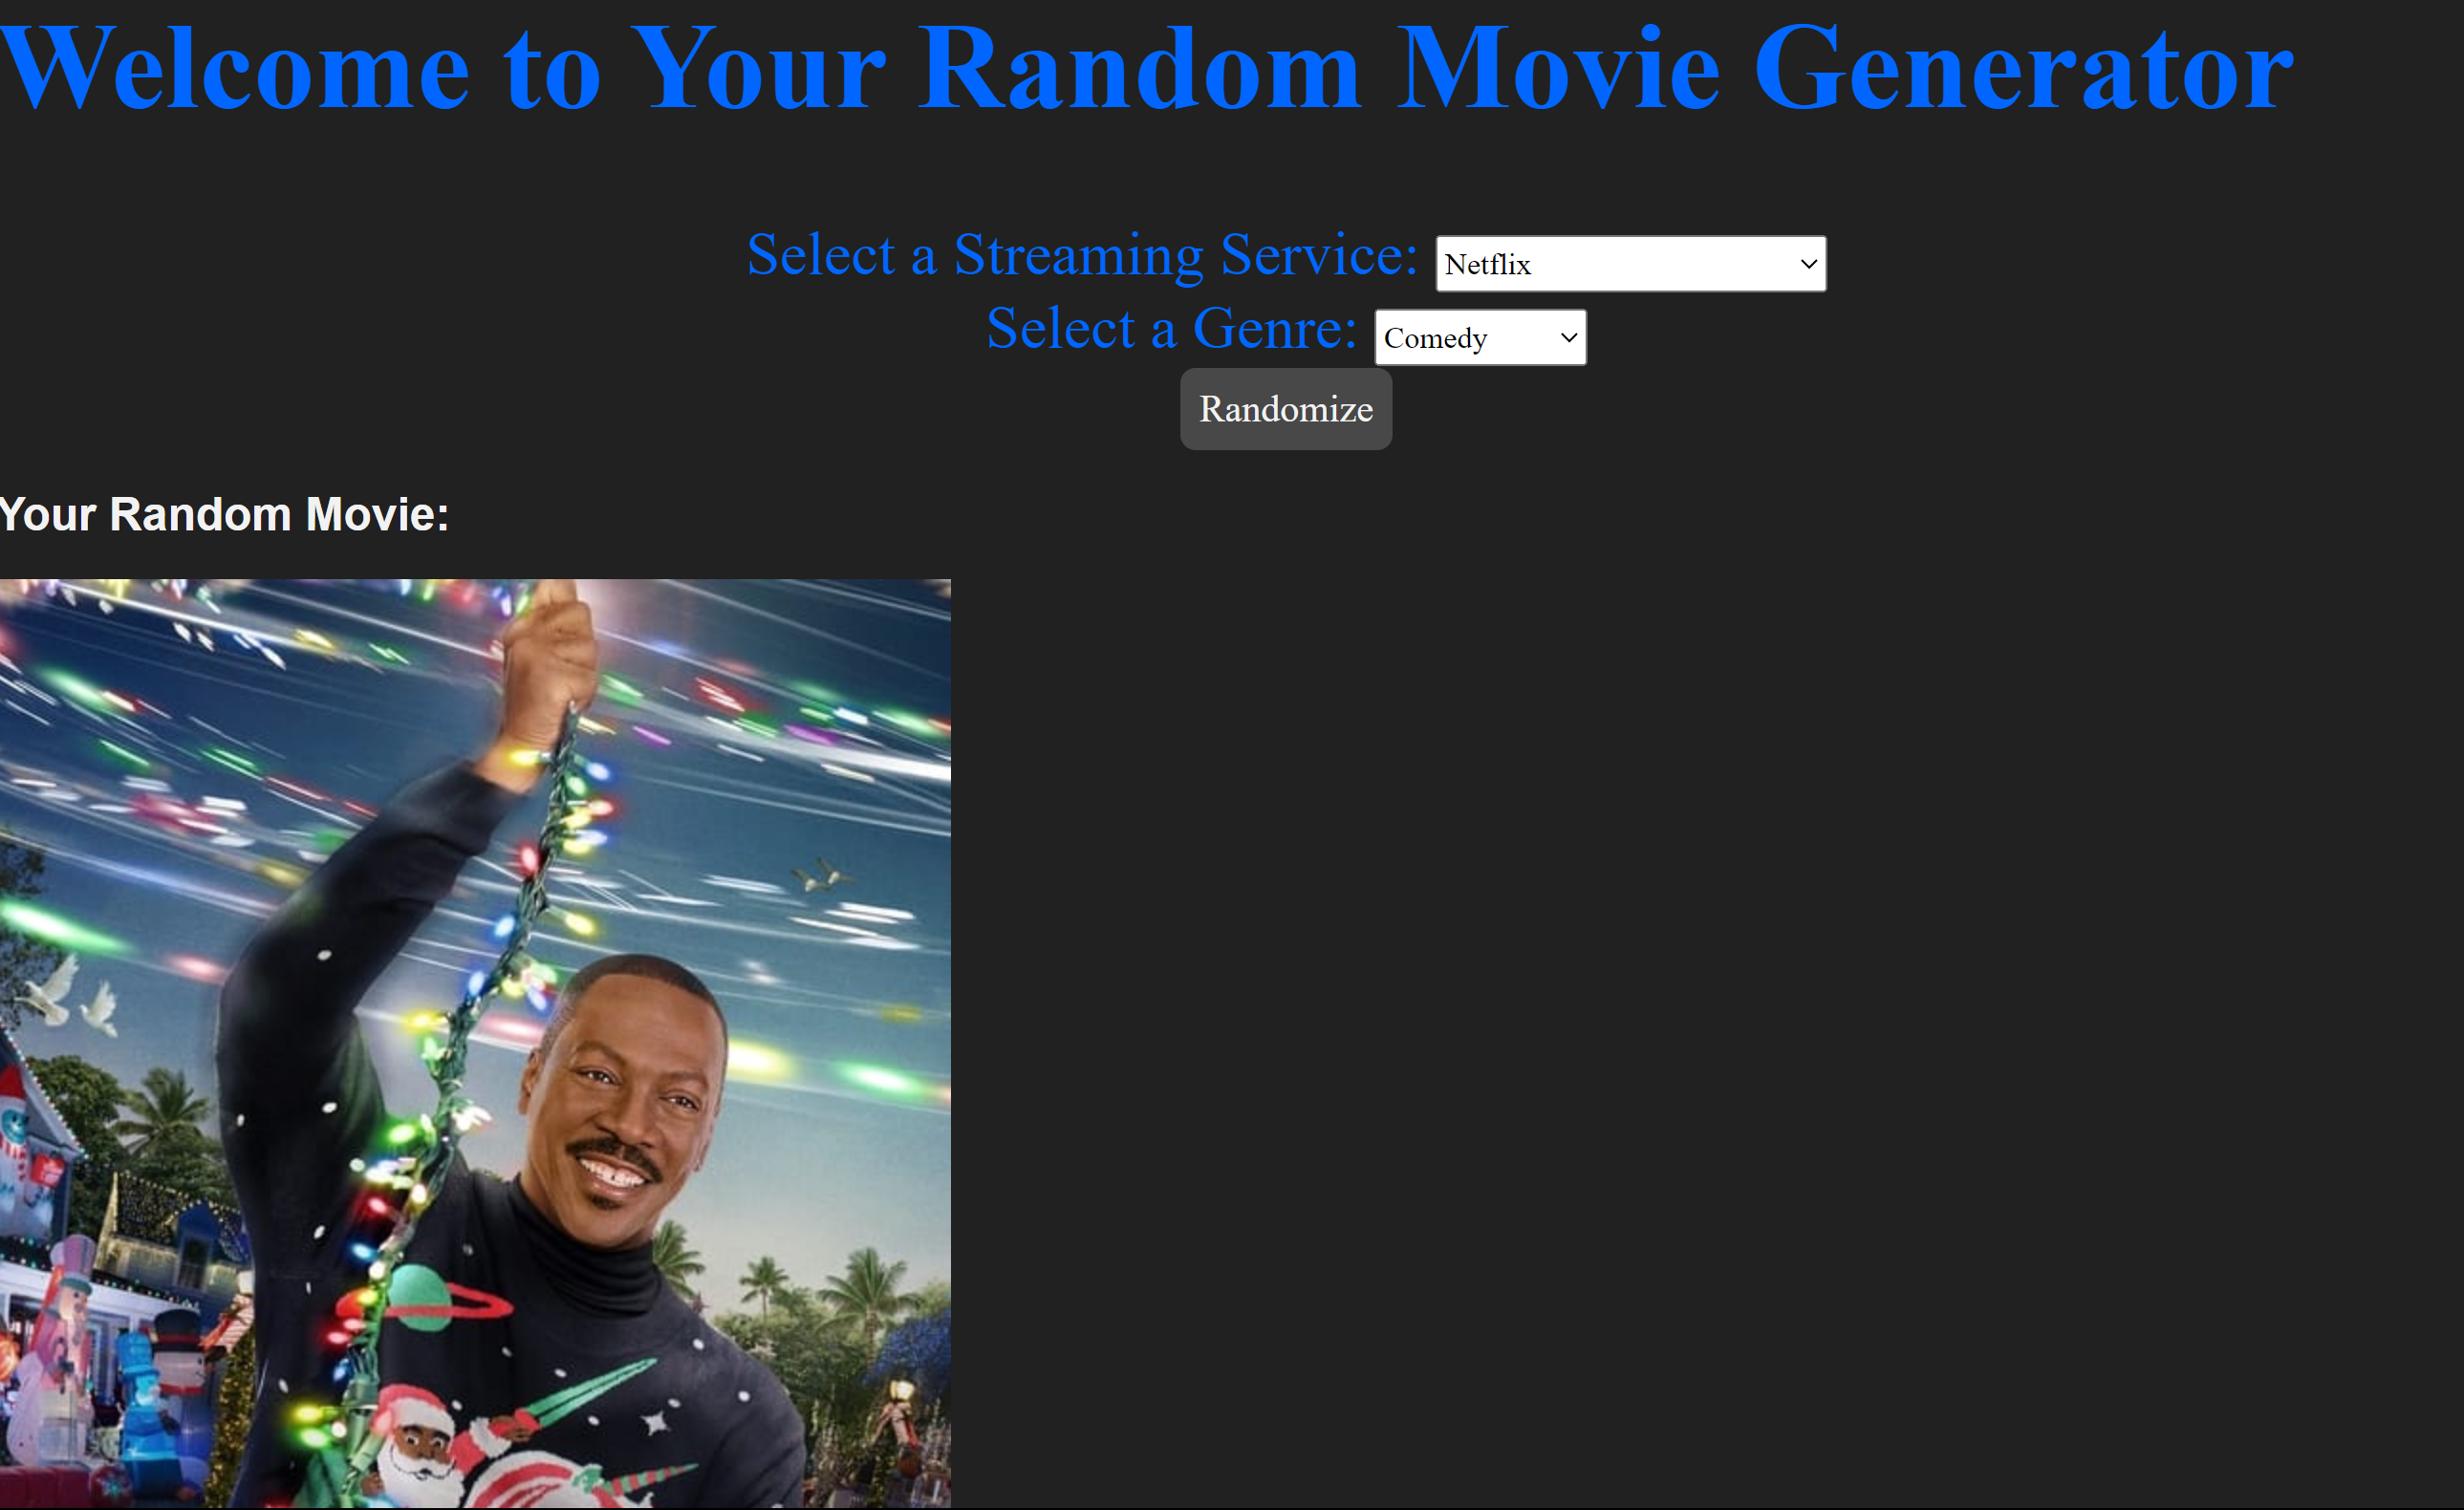 Welcome to Your Random Movie Generator
Select a Streaming Service: Netflix
Select a Genre: Comedy
Randomize
Your Random Movie: